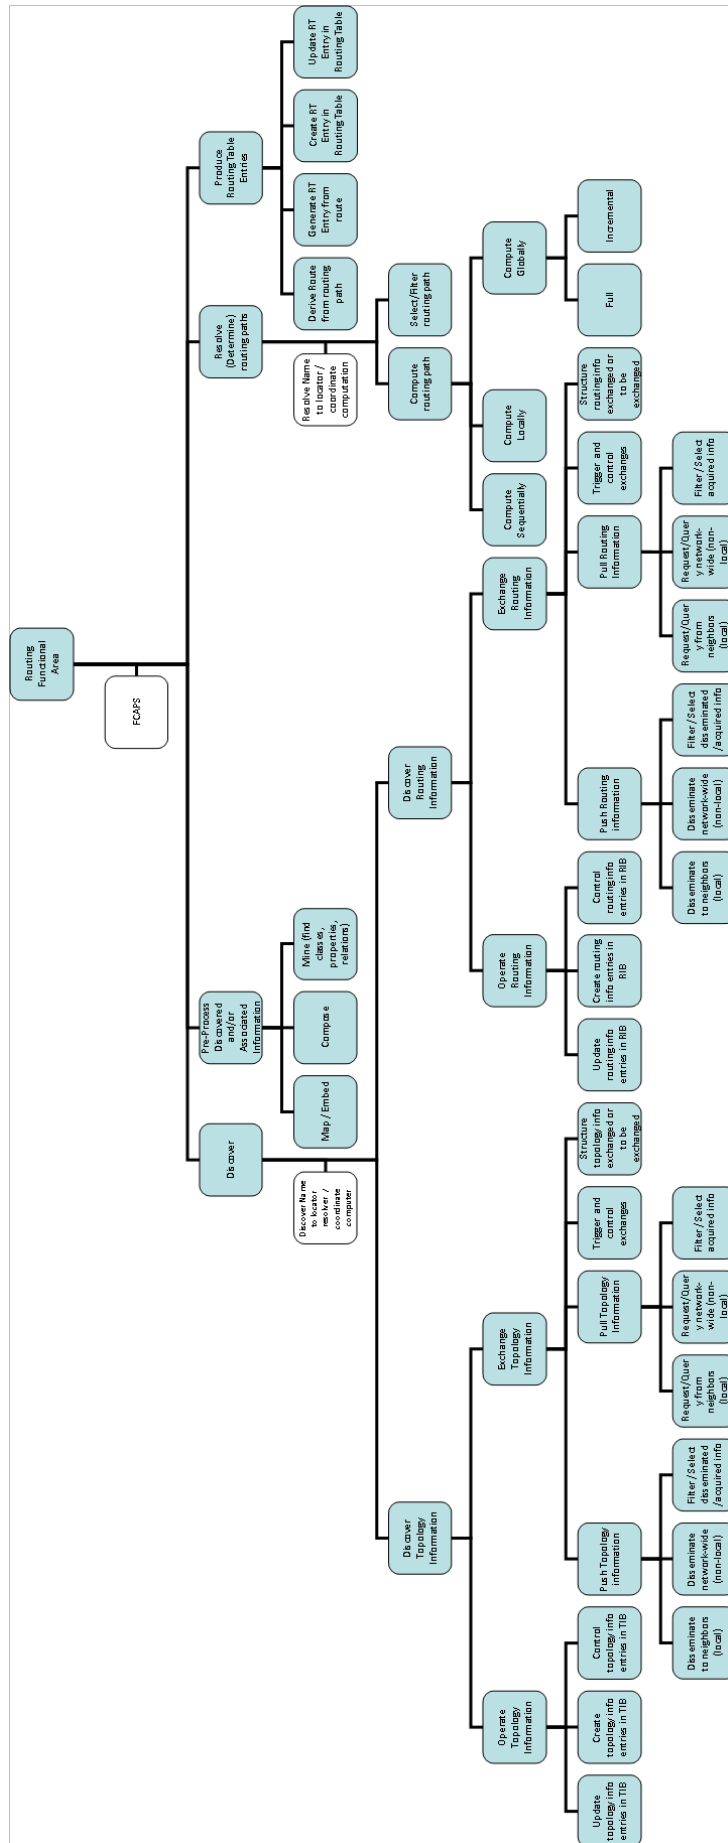 Routing
Functional
Area
FCAPS
Discover
Pre-Process
Discovered
and/or
Associated
Information
Resolve
(Determine)
routing paths
Produce
Routing Table
Entries
Discover Name
to locator
resolver /
coordinate
computer
Map / Embed
Compose
Mine (find
classes,
properties,
relations)
Resolve Name
to locator /
coordinate
computation
Derive Route
from routing
path
Generate RT
Entry from
route
Create RT
Entry in
Routing Table
Update RT
Entry in
Routing Table
Discover
Topology
Information
Discover
Routing
Information
Compute
routing path
Select/Filter
routing path
Operate
Topology
Information
Exchange
Topology
Information
Operate
Routing
Information
Exchange
Routing
Information
Compute
Sequentially
Compute
Locally
Compute
Globally
Update
topology info
entries in TIB
Create
topology info
entries in TIB
Control
topology info
entries in TIB
Push Topology
information
Pull Topology
Information
Trigger and
control
exchanges
Structure
topology info
exchanged or
to be
exchanged
Update
routing info
entries in RIB
Create routing
info entries in
RIB
Control
routing info
entries in RIB
Push Routing
information
Pull Routing
Information
Trigger and
control
exchanges
Structure
routing info
exchanged or
to be
exchanged
Full
Incremental
Disseminate
to neighbors
(local)
Disseminate
network-wide
(non-local)
Filter / Select
disseminated
/acquired info
Request/Quer
y from
neighbors
(local)
Request/Quer
y network-
wide (non-
local)
Filter / Select
acquired info
Disseminate
to neighbors
(local)
Disseminate
network-wide
(non-local)
Filter / Select
disseminated
/acquired info
Request/Quer
y from
neighbors
(local)
Request/Quer
y network-
wide (non-
local)
Filter / Select
acquired info